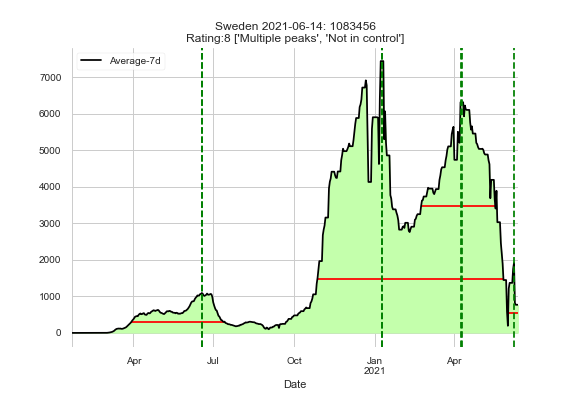 Sweden 2021-06-14: 1083456
Rating:8 ['Multiple peaks', 'Not in control']
Average-7d
7000
6000
5000
4000
3000
2000
1000
0
Apr
Jul
Oct
Jan
2021
Apr
Date